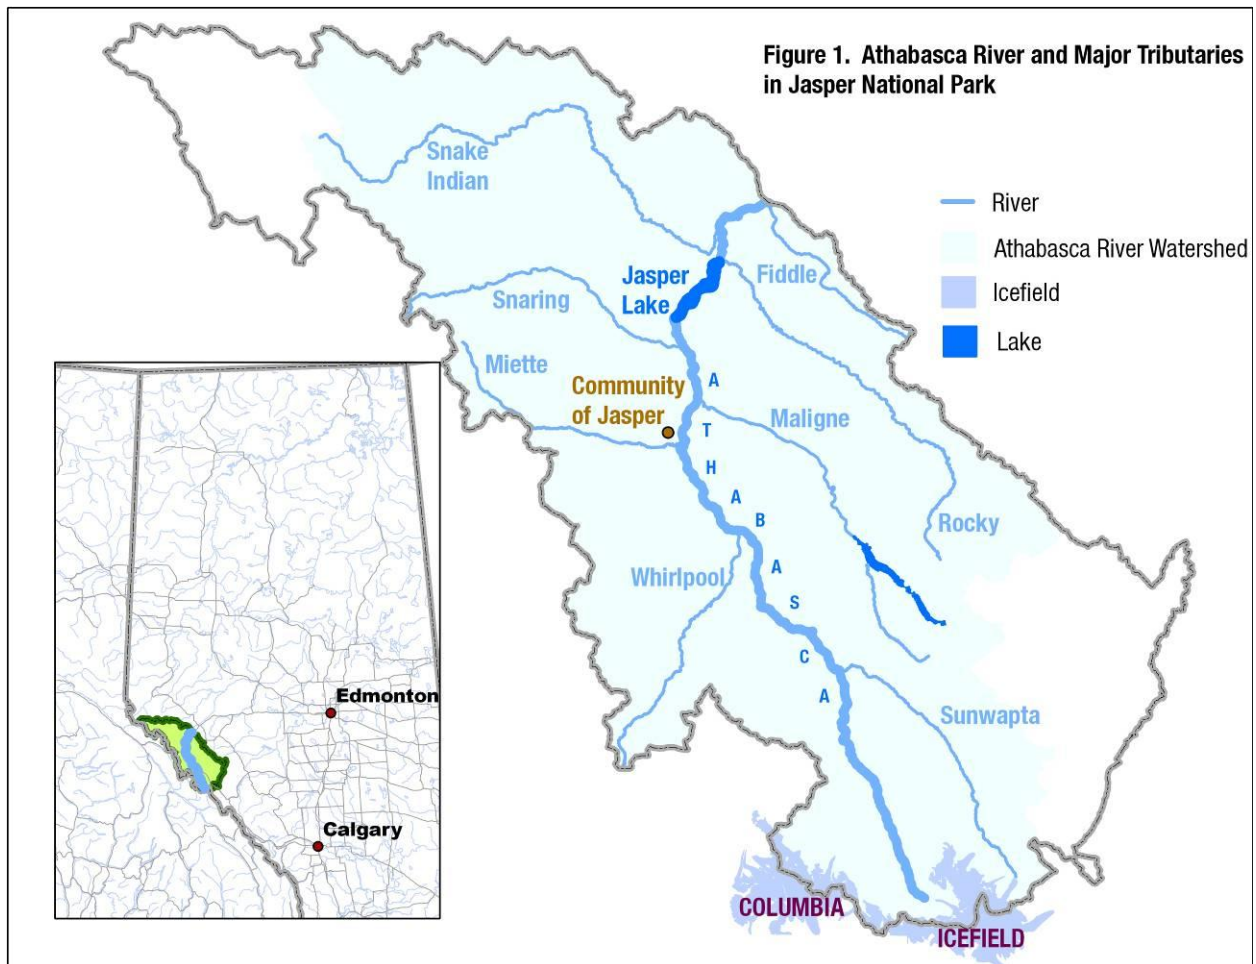 Figure 1. Athabasca River and Major Tributaries
in Jasper National Park
Snake
Indian
River
Athabasca River Watershed
Icefield
Lake
Jasper
Lake
Fiddle
Snaring
Miette
Community
of Jasper
Maligne
ATHABASCA
Rocky
Whirlpool
Sunwapta
Edmonton
Calgary
COLUMBIA
ICEFIELD